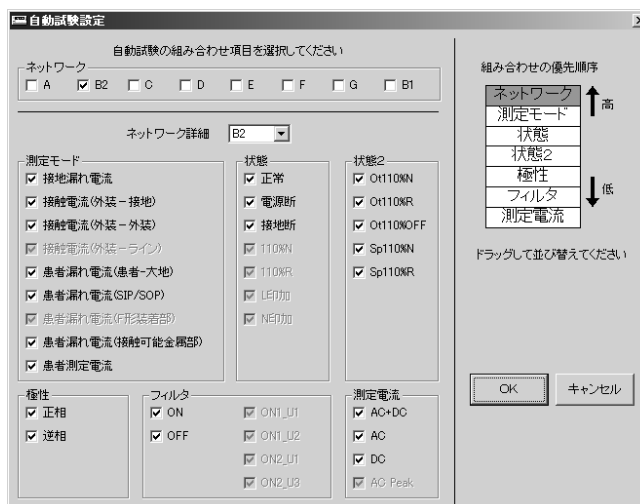 自動試験設定
自動試験の組み合わせ項目を選択してください
ネットワーク
A B2 C D E F G B1
ネットワーク詳細 B2
測定モード
接地漏れ電流
接触電流(外装-接地)
接触電流(外装-外装)
接触電流(外装-ライン)
患者漏れ電流(患者-大地)
患者漏れ電流(SIP/SOP)
患者漏れ電流(F形装着部)
患者漏れ電流(接触可能金属部)
患者測定電流
状態
正常
電源断
接地断
110%N
110%R
LE印加
NE印加
状態2
Ot110%N
Ot110%R
Ot110%OFF
Sp110%N
Sp110%R
極性
正相
逆相
フィルタ
ON
OFF
ON1_U1
ON1_U2
ON2_U1
ON2_U3
測定電流
AC+DC
AC
DC
AC Peak
組み合わせの優先順序
ネットワーク
測定モード
状態
状態2
極性
フィルタ
測定電流
高
低
ドラッグして並び替えてください
OK
キャンセル